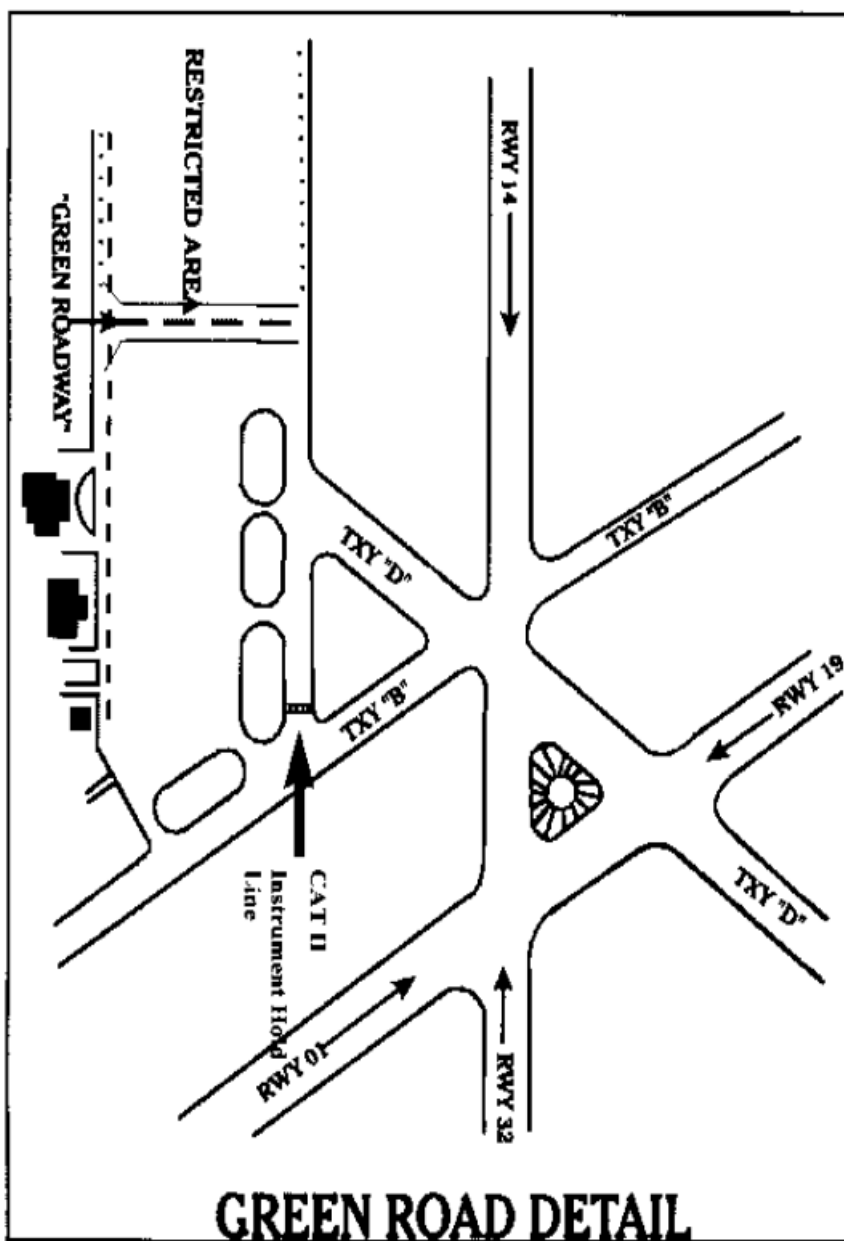 RESTRICTED AREA
"GREEN ROADWAY"
RWY 14
TXY "B"
TXY "D"
RWY 19
TXY "B"
TXY "D"
CAT II
Instrument Hold
Line
RWY 01
RWY 32
GREEN ROAD DETAIL